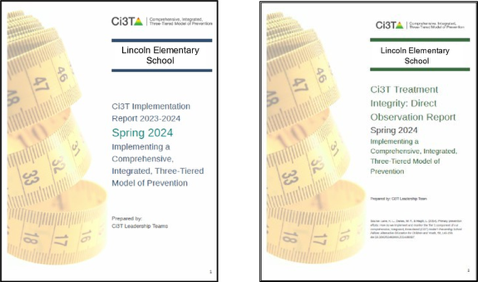 Ci3T
Comprehensive, Integrated,
Three-Tiered Model of Prevention
Lincoln Elementary
School
Ci3T Implementation
Report 2023-2024
Spring 2024
Implementing a
Comprehensive,
Integrated, Three-Tiered
Model of Prevention
Prepared by:
Ci3T Leadership Teams
1
Ci3T
Comprehensive, Integrated,
Three-Tiered Model of Prevention
Lincoln Elementary
School
Ci3T Treatment
Integrity: Direct
Observation Report
Spring 2024
Implementing a
Comprehensive, Integrated,
Three-Tiered Model of
Prevention
Prepared by: Ci3T Leadership Team